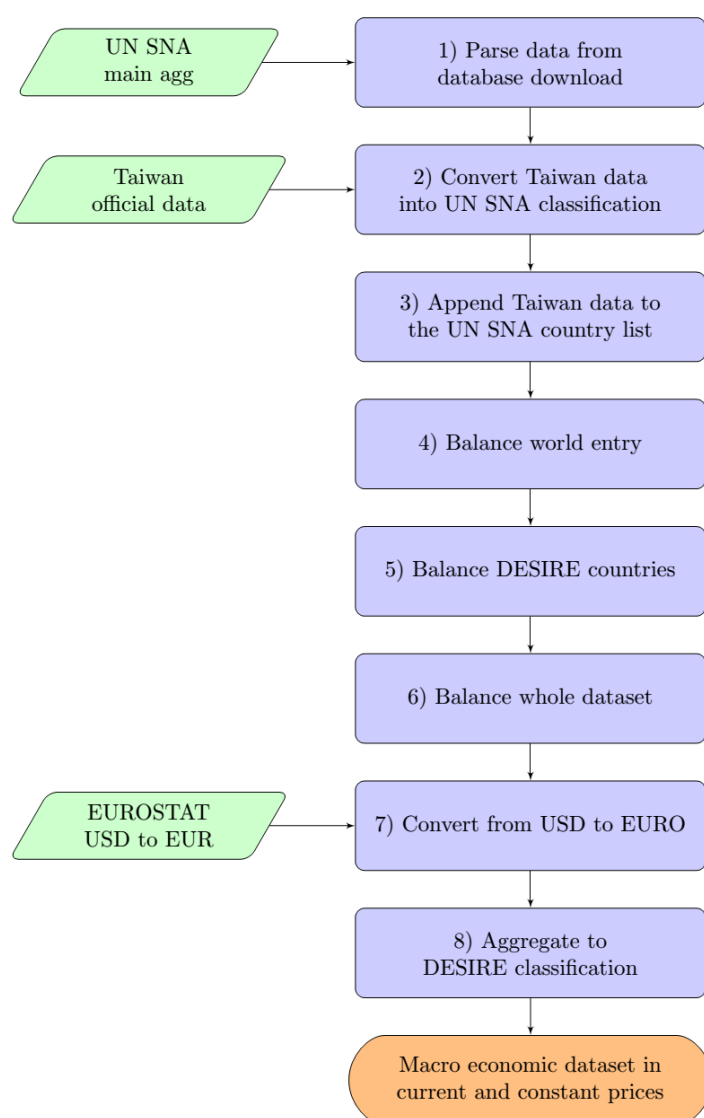 UN SNA
main agg
1) Parse data from
database download
Taiwan
official data
2) Convert Taiwan data
into UN SNA classification
3) Append Taiwan data to
the UN SNA country list
4) Balance world entry
5) Balance DESIRE countries
6) Balance whole dataset
EUROSTAT
USD to EUR
7) Convert from USD to EURO
8) Aggregate to
DESIRE classification
Macro economic dataset in
current and constant prices